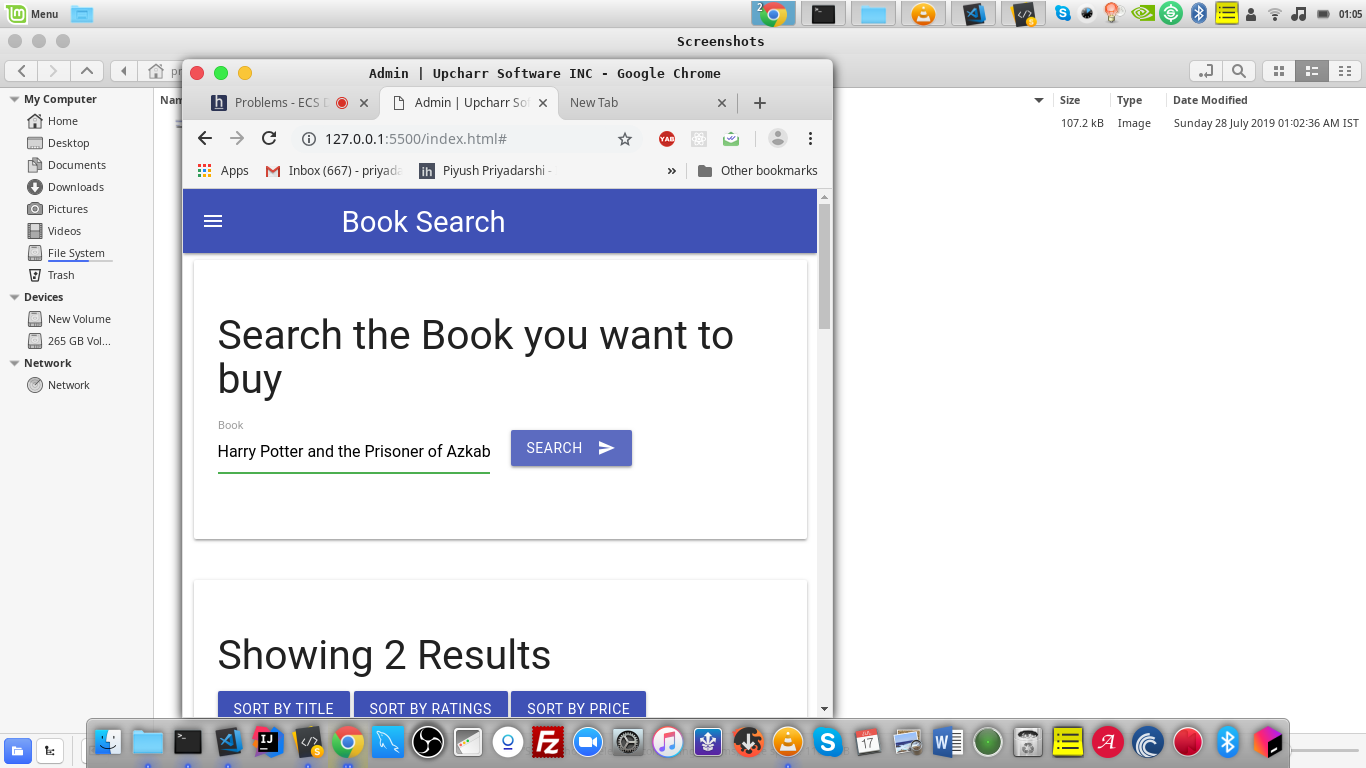 Menu
2
01:05
Screenshots
Admin | Upcharr Software INC - Google Chrome
Problems - ECS
Admin | Upcharr So
New Tab
127.0.0.1:5500/index.html#
YAB
Apps
Inbox (667) - priyada
ih
Piyush Priyadarshi -
»
Other bookmarks
My Computer
Home
Desktop
Documents
Downloads
Pictures
Videos
File System
Trash
Devices
New Volume
265 GB Vol...
Network
Network
Size
Type
Date Modified
107.2 kB
Image
Sunday 28 July 2019 01:02:36 AM IST
Book Search
Search the Book you want to
buy
Book
Harry Potter and the Prisoner of Azkab
SEARCH
Showing 2 Results
SORT BY TITLE
SORT BY RATINGS
SORT BY PRICE